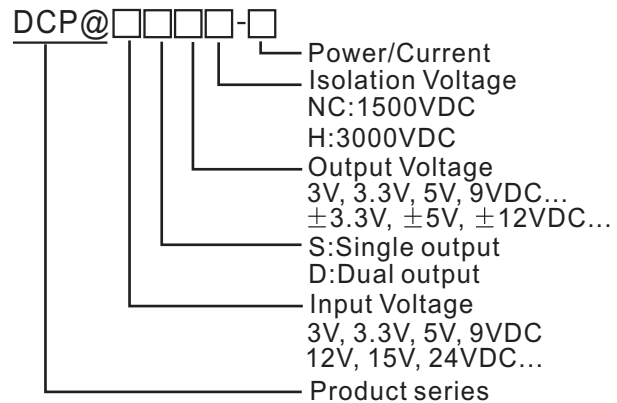 DCP@□□□□-□
Power/Current
Isolation Voltage
NC:1500VDC
H:3000VDC
Output Voltage
3V, 3.3V, 5V, 9VDC...
±3.3V, ±5V, ±12VDC...
S:Single output
D:Dual output
Input Voltage
3V, 3.3V, 5V, 9VDC
12V, 15V, 24VDC...
Product series